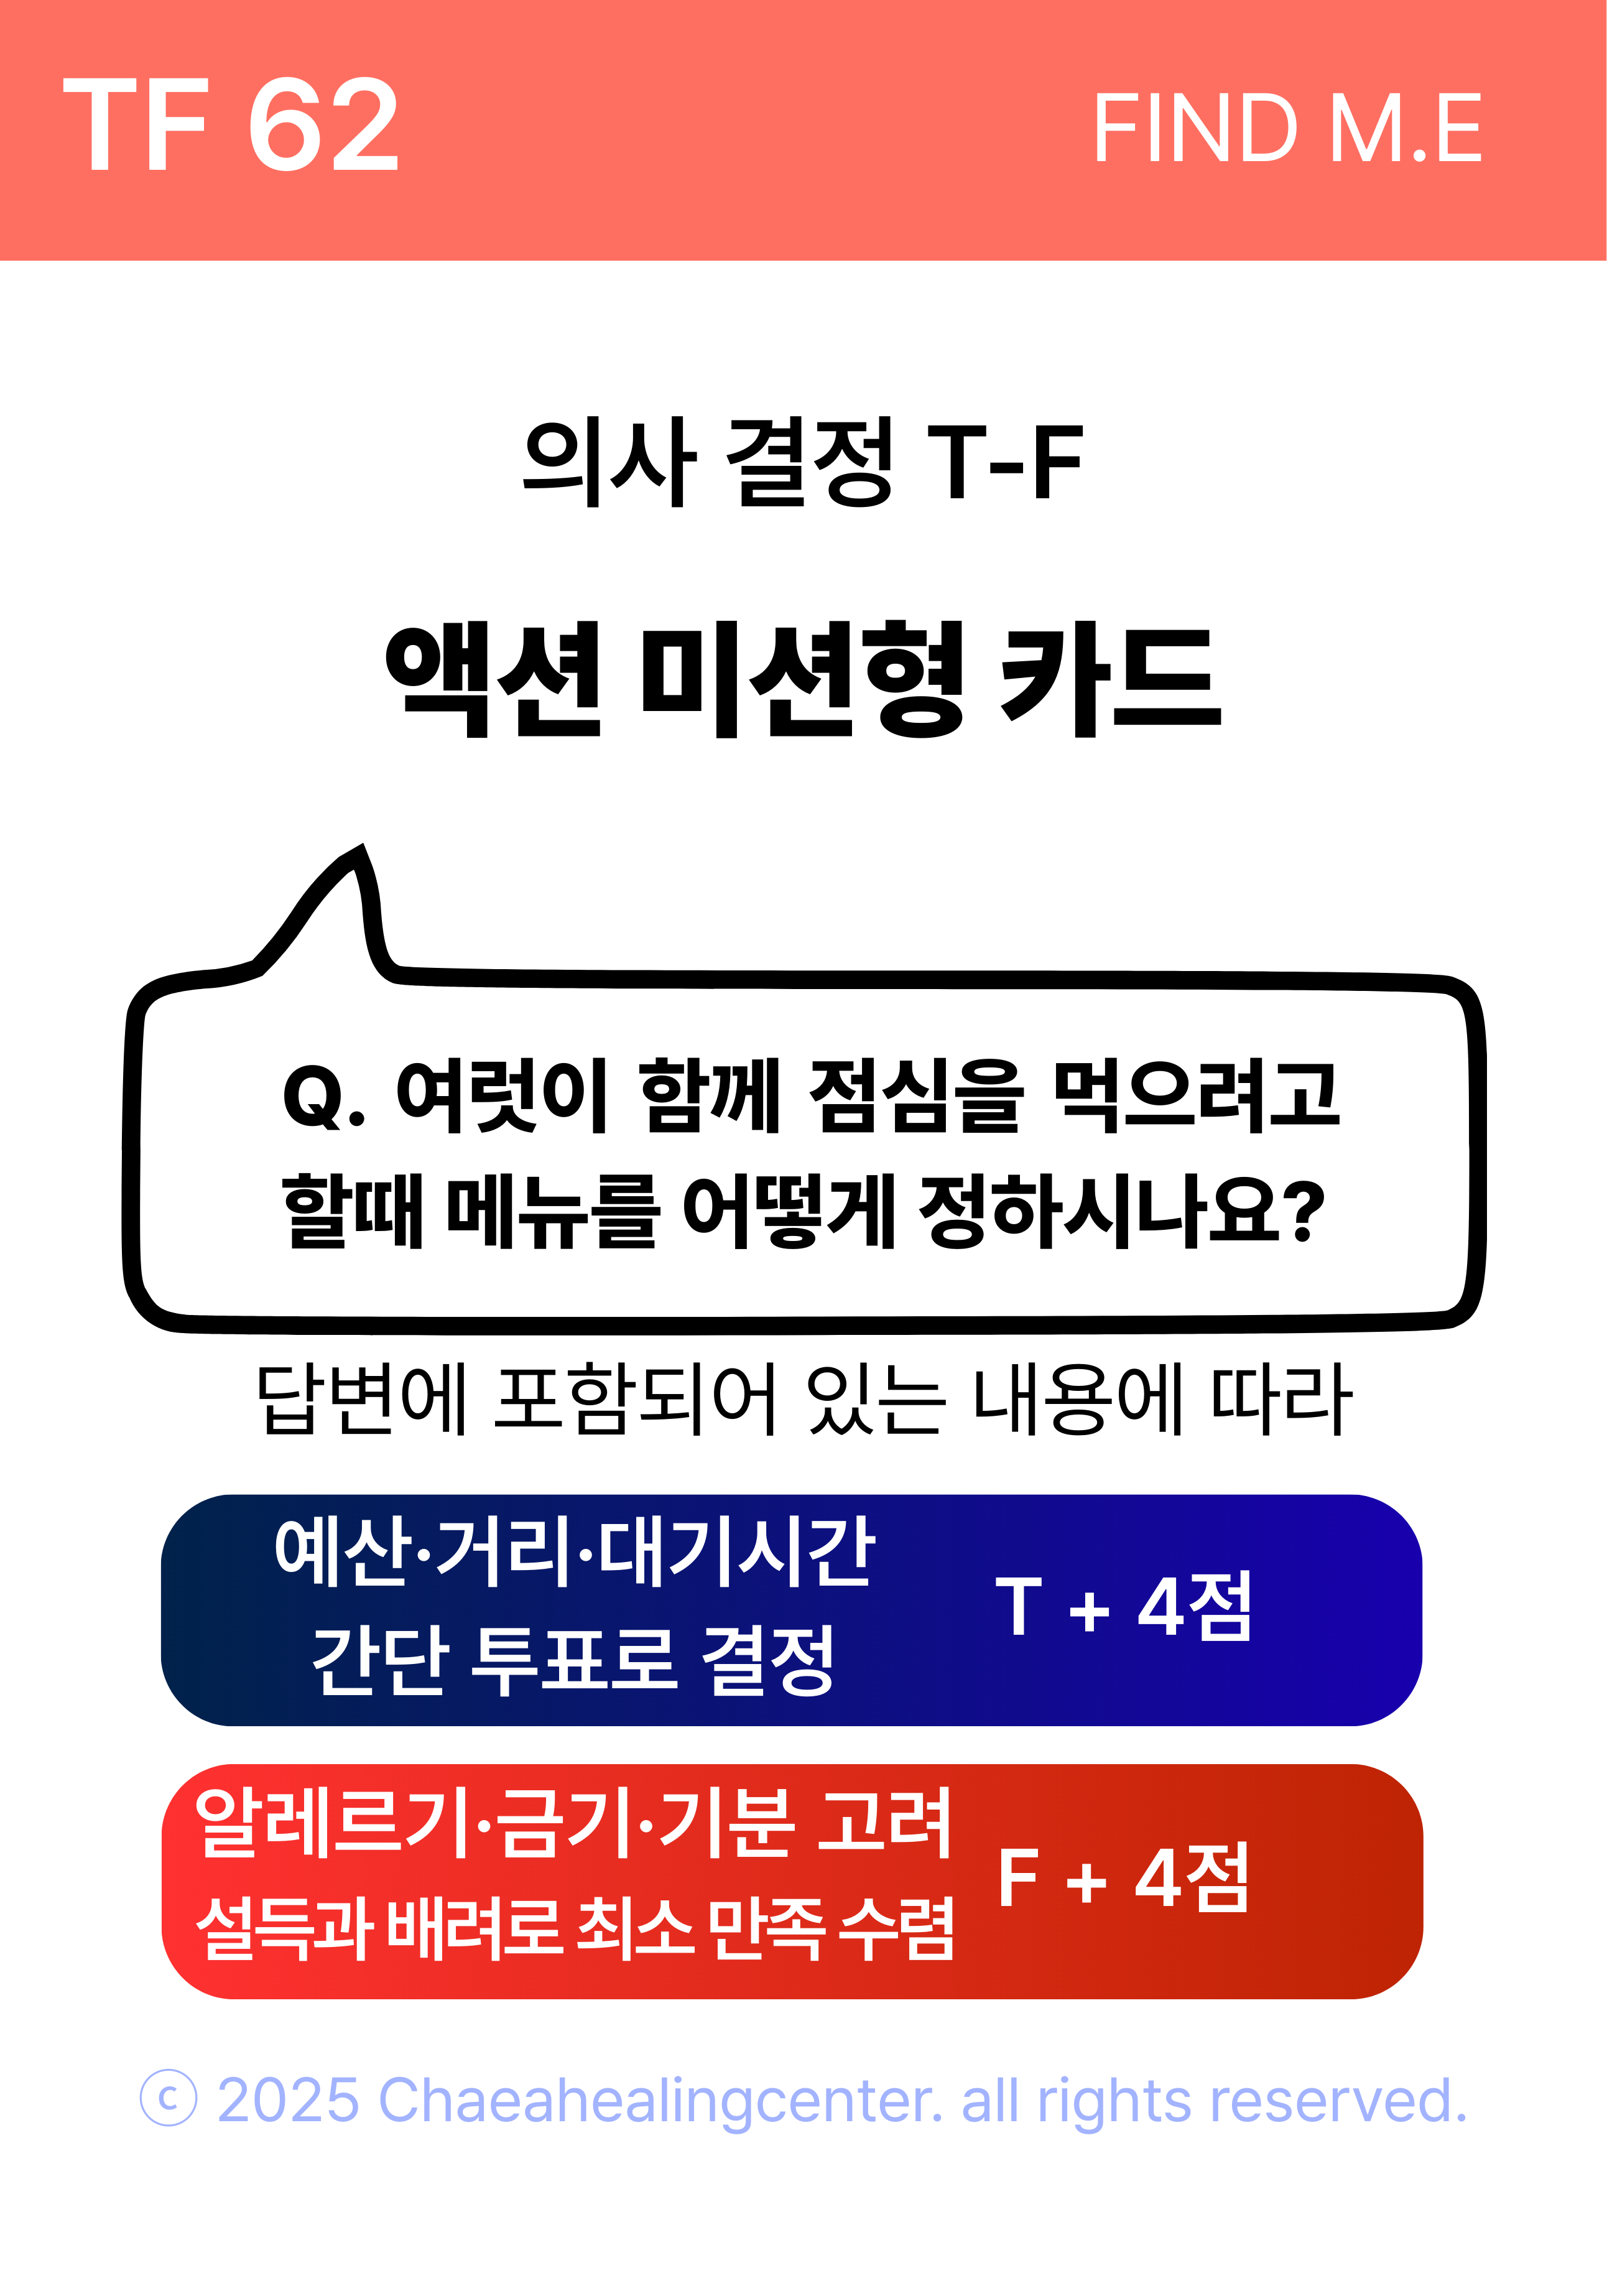 TF 62
FIND M.E
의사 결정 T-F
액션 미션형 카드
Q. 여럿이 함께 점심을 먹으려고
할때 메뉴를 어떻게 정하시나요?
답변에 포함되어 있는 내용에 따라
예산·거리·대기시간
간단 투표로 결정
T + 4점
알레르기·금기·기분 고려
설득과 배려로 최소 만족 수렴
F + 4점
ⓒ 2025 Chaeahealingcenter. all rights reserved.